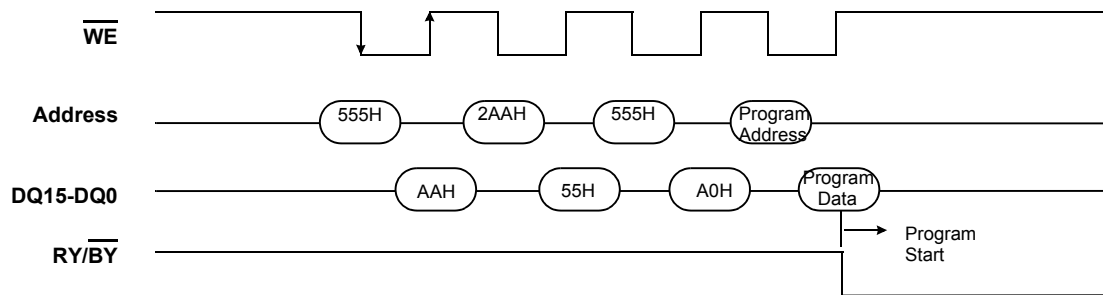 WE
Address
555H
2AAH
555H
Program
Address
DQ15-DQ0
AAH
55H
A0H
Program
Data
RY/BY
Program
Start